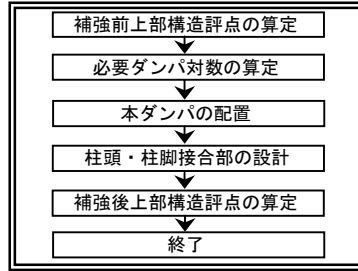 補強前上部構造評点の算定
必要ダンパ対数の算定
本ダンパの配置
柱頭・柱脚接合部の設計
補強後上部構造評点の算定
終了